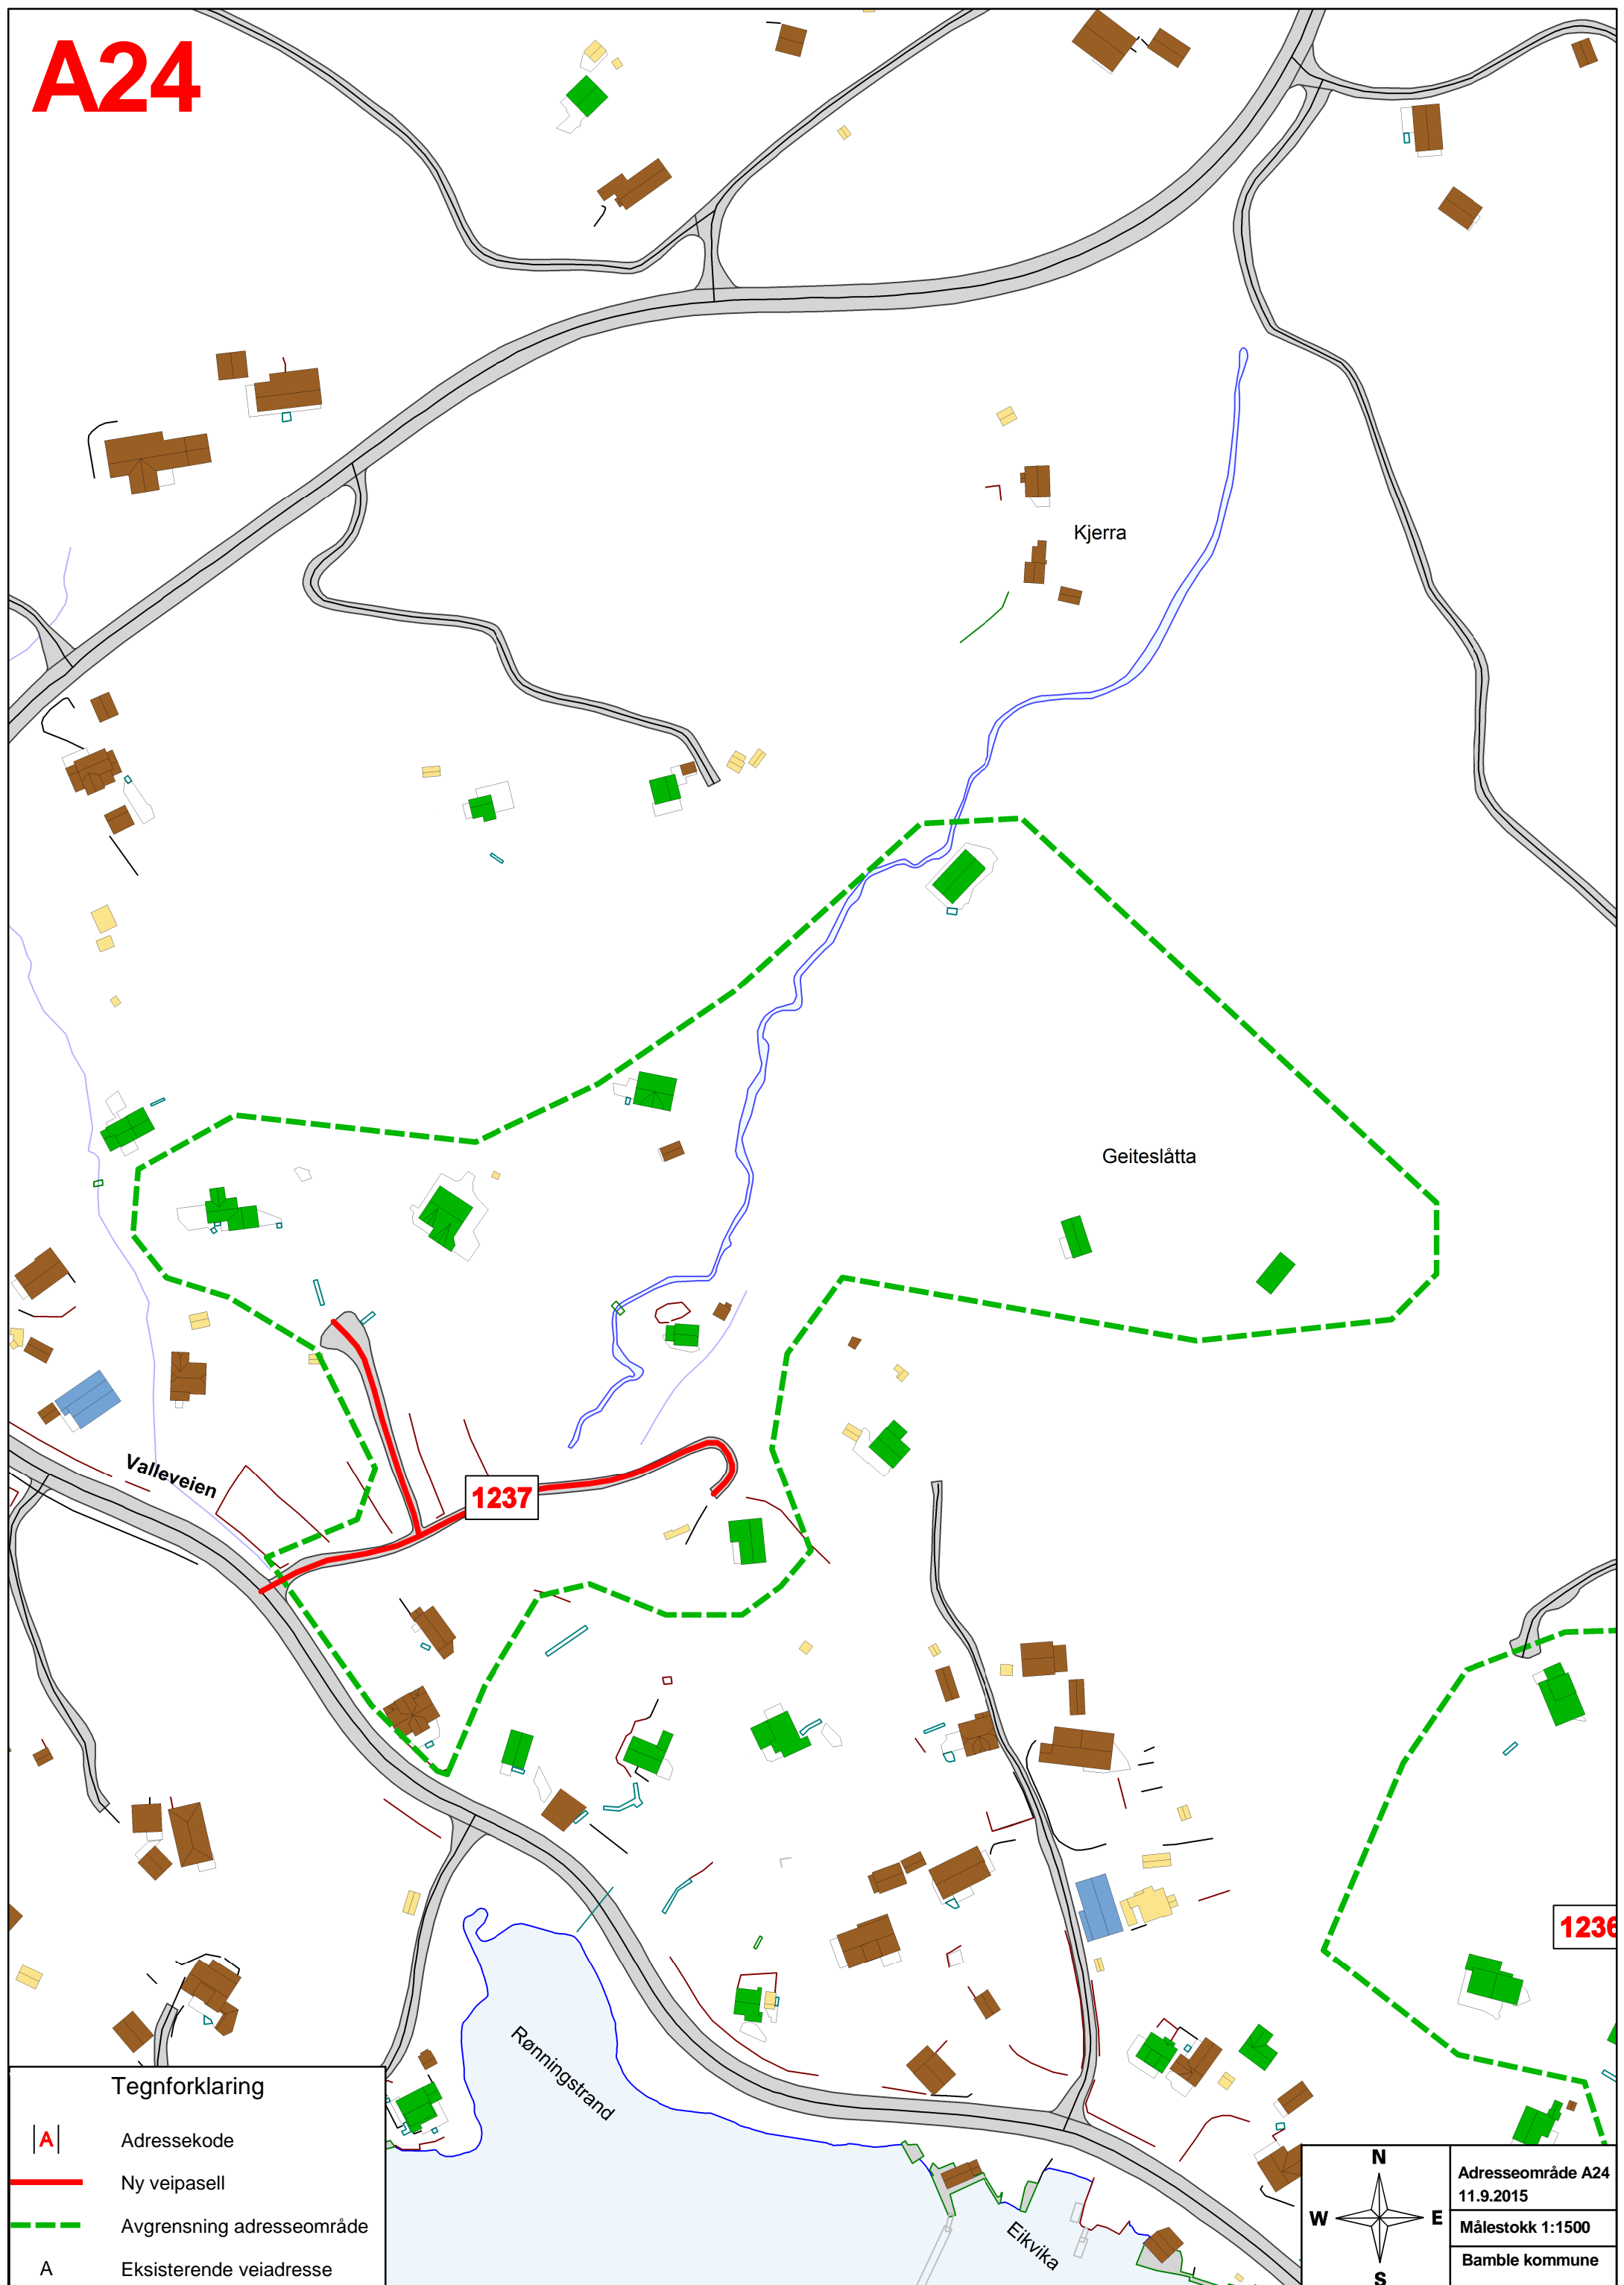 A24
Kjerra
Geiteslåtta
Valleveien
1237
1236
Rønningstrand
Eikvika
Tegnforklaring
A Adressekode
Ny veipasell
Avgrensning adresseområde
A Eksisterende veiadresse
N
W E
S
Adresseområde A24
11.9.2015
Målestokk 1:1500
Bamble kommune